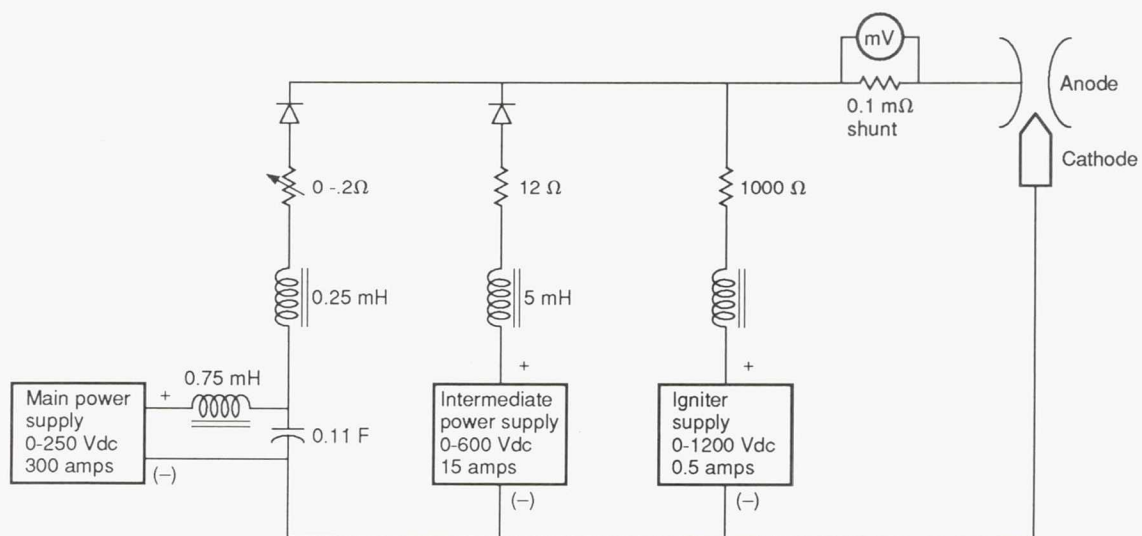 mV
0.1 mΩ
shunt
Anode
Cathode
0 -.2Ω
12 Ω
1000 Ω
0.25 mH
5 mH
0.75 mH
+
+
+
Main power
supply
0-250 Vdc
300 amps
(–)
0.11 F
Intermediate
power supply
0-600 Vdc
15 amps
(–)
Igniter
supply
0-1200 Vdc
0.5 amps
(–)